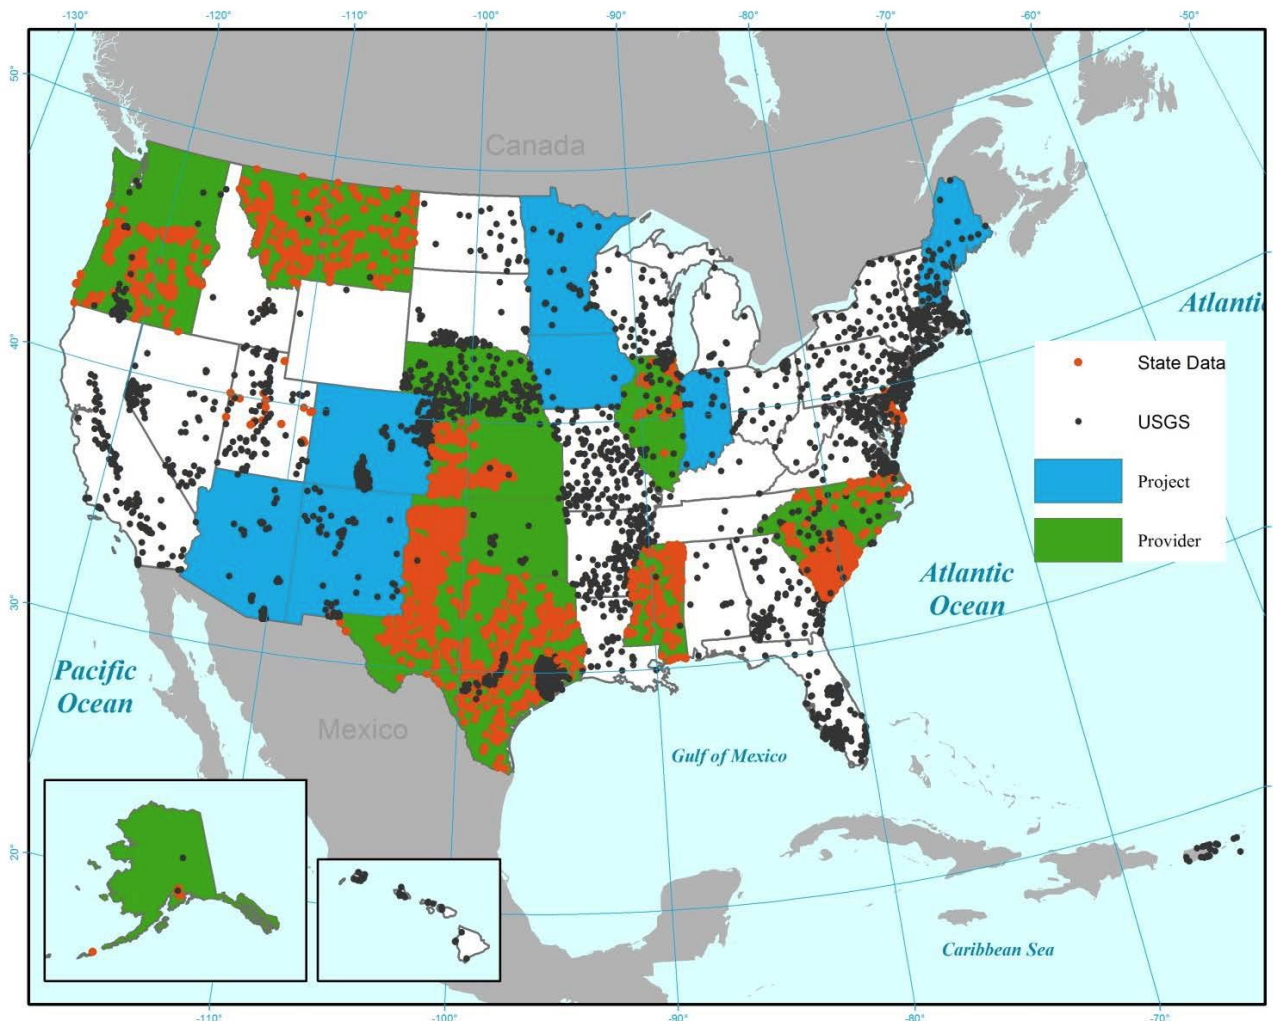 -130°
-120°
-110°
-100°
-90°
-80°
-70°
-60°
-50°
50°
Canada
Atlantic
40°
State Data
USGS
Project
Provider
Atlantic
Ocean
30°
Pacific
Ocean
Mexico
Gulf of Mexico
20°
Caribbean Sea
-110°
-100°
-90°
-80°
-70°